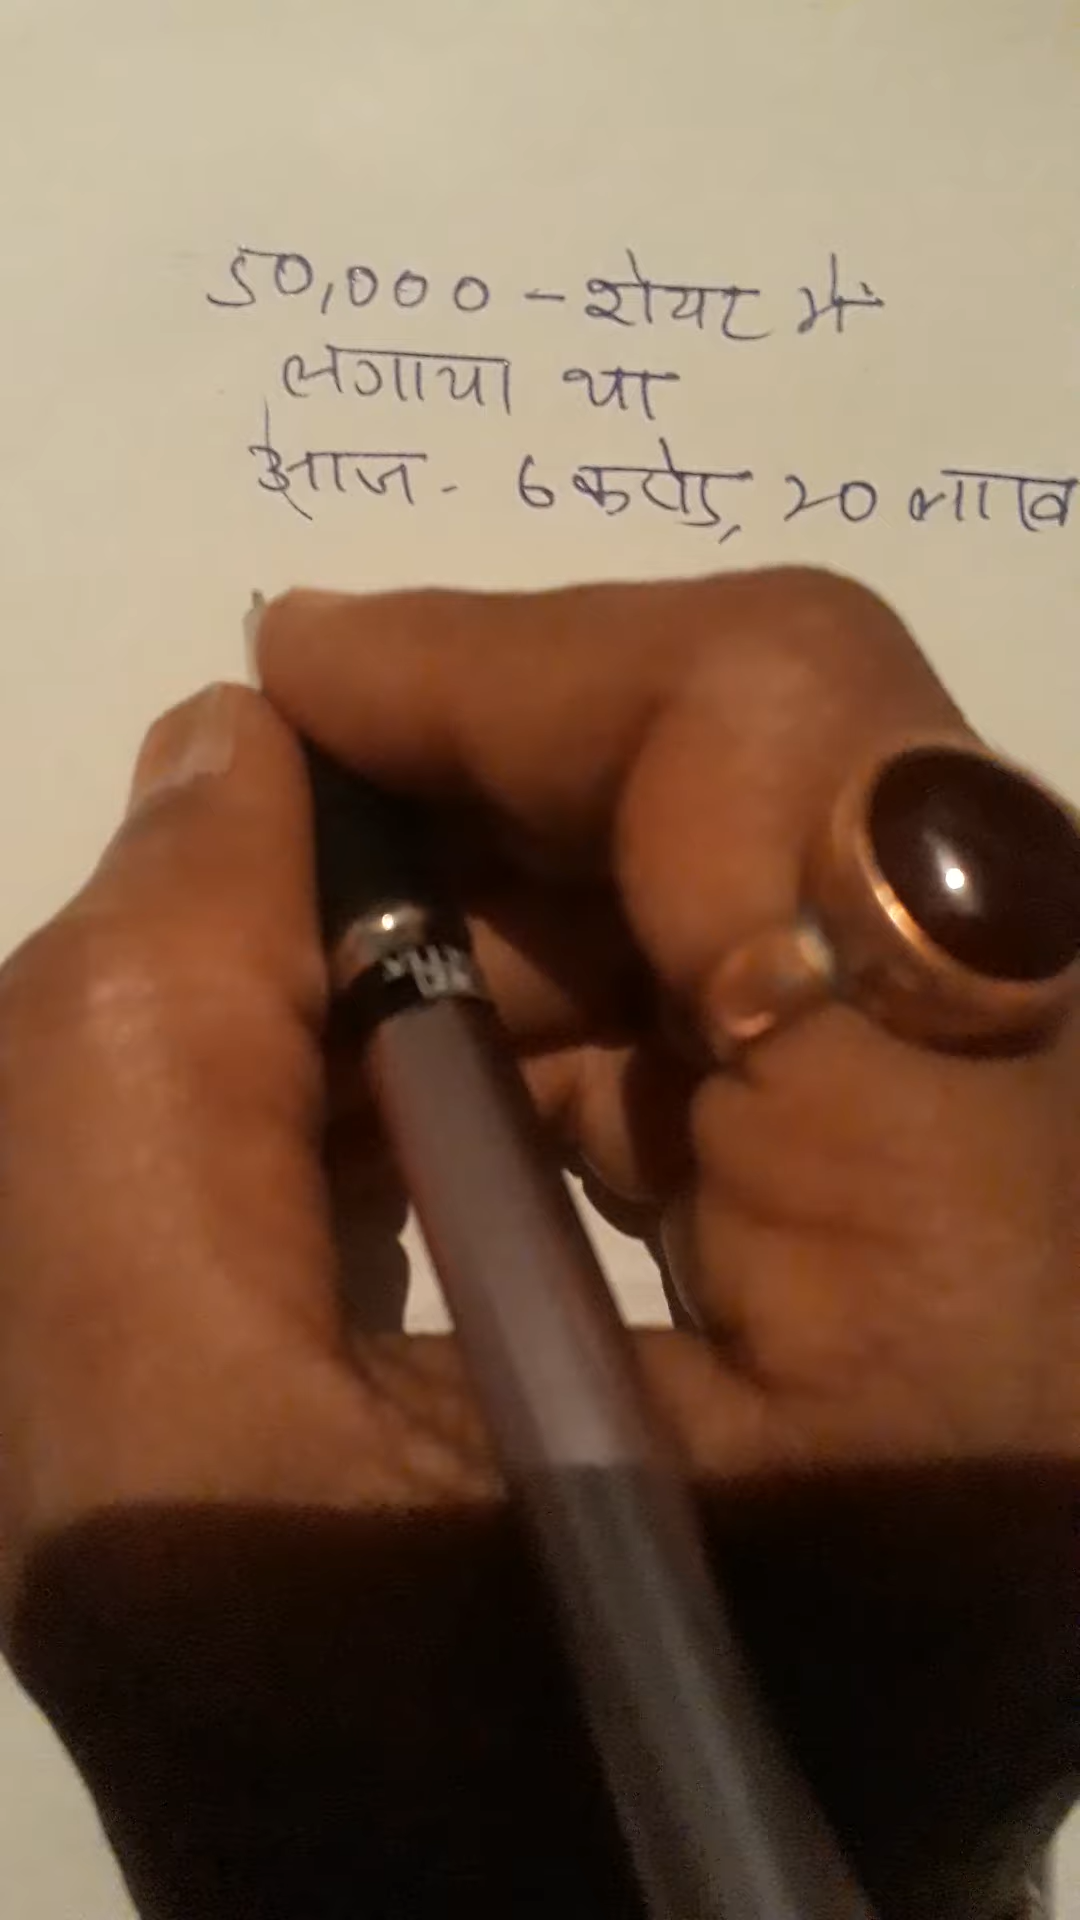 50,000 - शेयर में
लगाया था
आज - 6 करोड़, 20 लाख